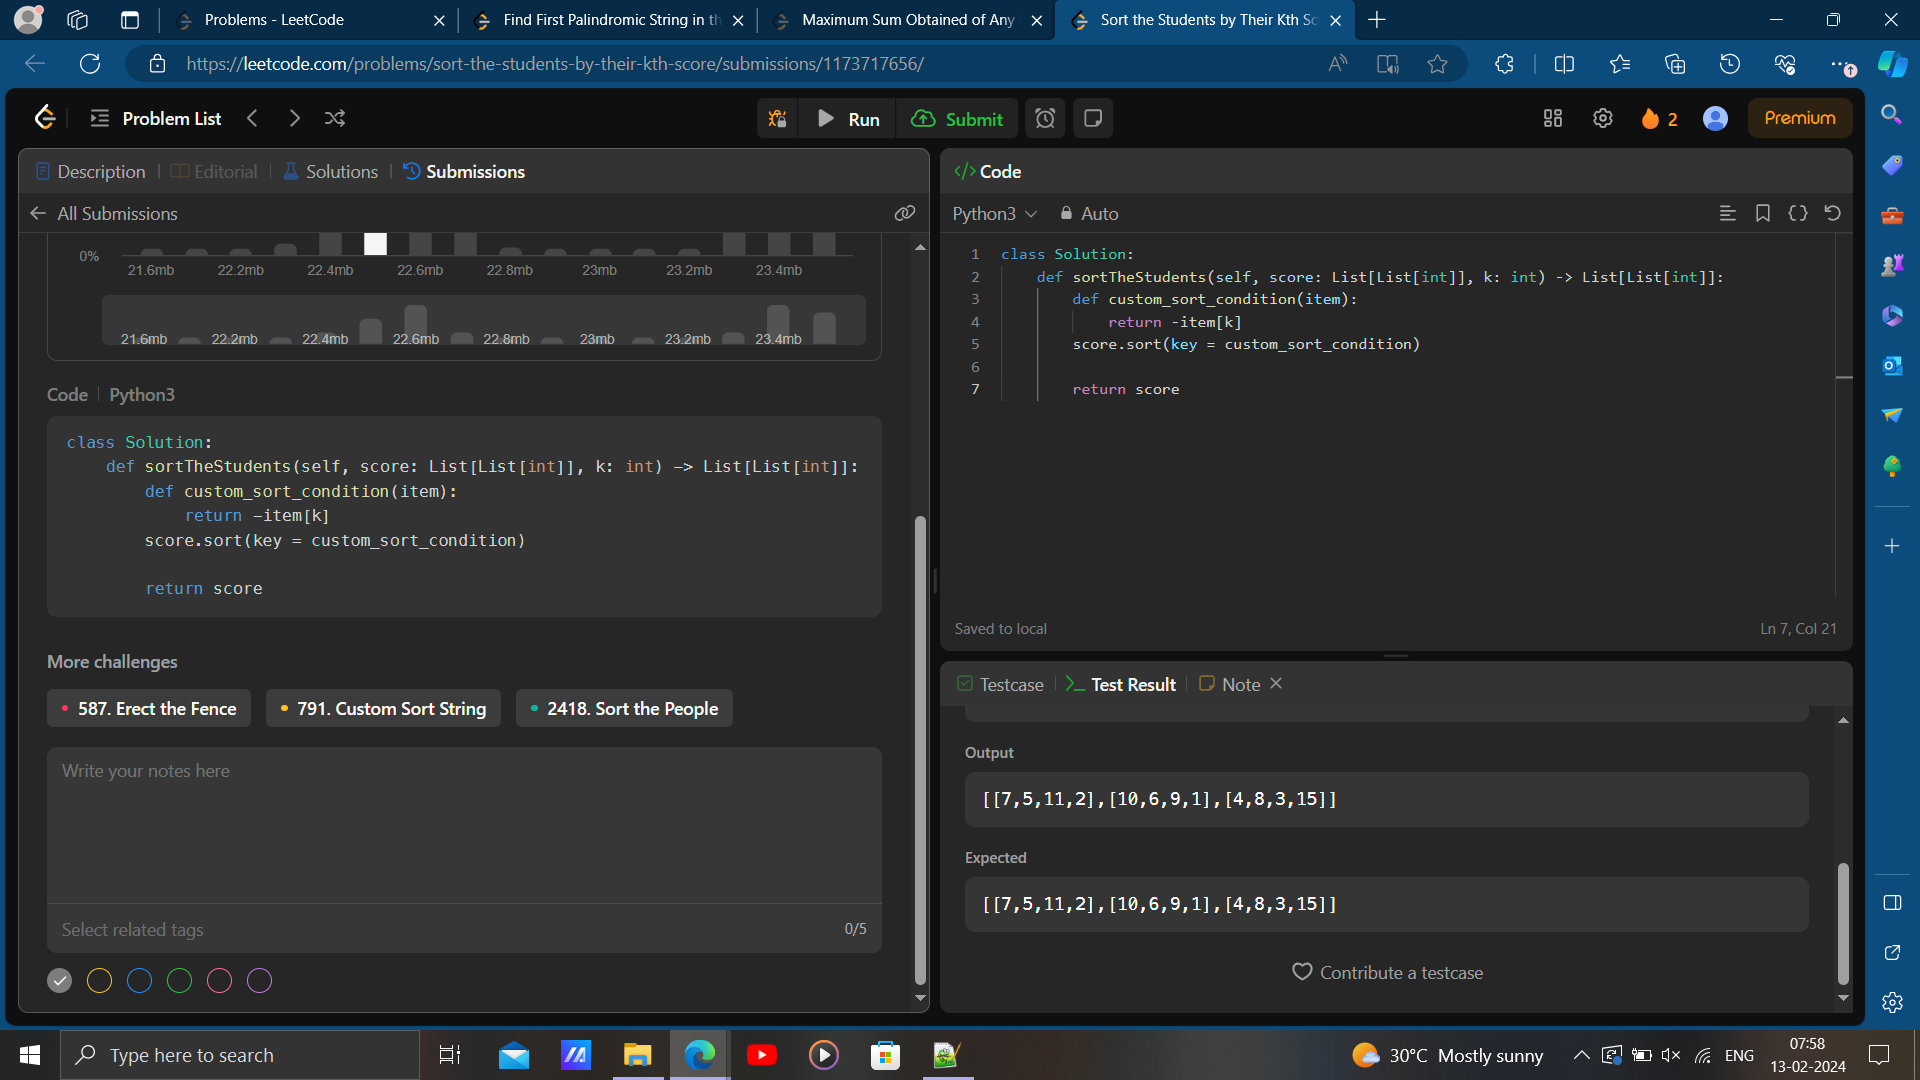 Problems - LeetCode
Find First Palindromic String in th
Maximum Sum Obtained of Any
Sort the Students by Their Kth Sc
https://leetcode.com/problems/sort-the-students-by-their-kth-score/submissions/1173717656/
Problem List
Run
Submit
2
Premium
Description
Editorial
Solutions
Submissions
All Submissions
0%
21.6mb 22.2mb 22.4mb 22.6mb 22.8mb 23mb 23.2mb 23.4mb
21.6mb 22.2mb 22.4mb 22.6mb 22.8mb 23mb 23.2mb 23.4mb
Code Python3
class Solution:
def sortTheStudents(self, score: List[List[int]], k: int) -> List[List[int]]:
def custom_sort_condition(item):
return -item[k]
score.sort(key = custom_sort_condition)
return score
More challenges
587. Erect the Fence
791. Custom Sort String
2418. Sort the People
Write your notes here
Select related tags
0/5
</> Code
Python3
Auto
1 class Solution:
2 def sortTheStudents(self, score: List[List[int]], k: int) -> List[List[int]]:
3 def custom_sort_condition(item):
4 return -item[k]
5 score.sort(key = custom_sort_condition)
6
7 return score
Saved to local
Ln 7, Col 21
Testcase
Test Result
Note
Output
[[7,5,11,2],[10,6,9,1],[4,8,3,15]]
Expected
[[7,5,11,2],[10,6,9,1],[4,8,3,15]]
Contribute a testcase
Type here to search
30°C Mostly sunny
ENG
07:58
13-02-2024